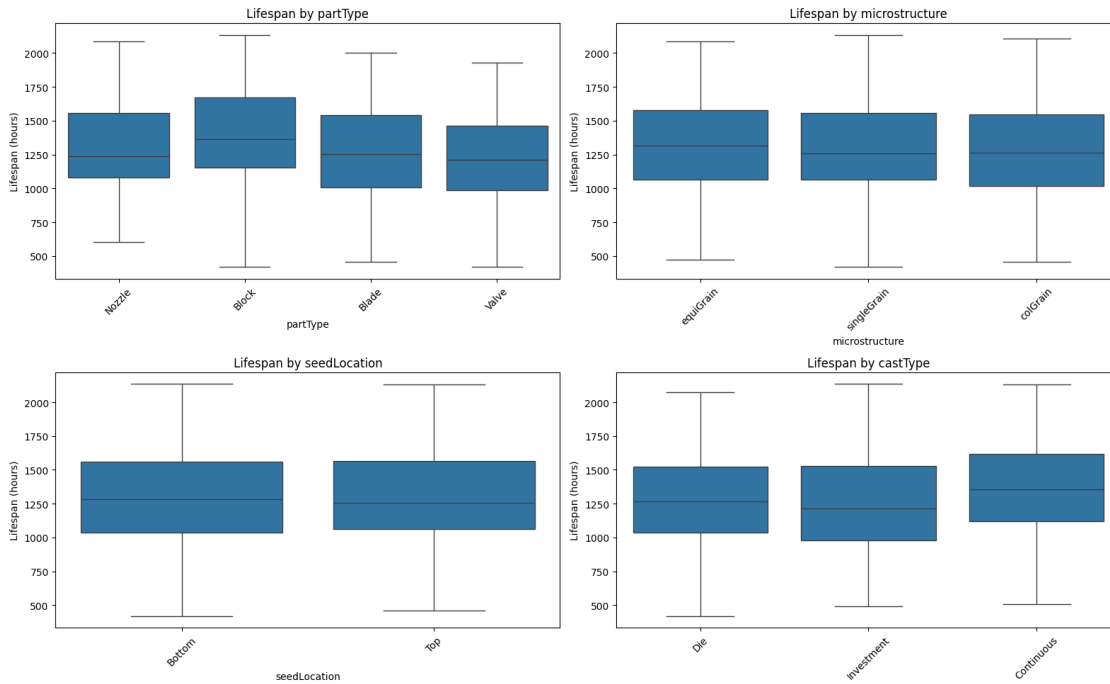 Lifespan by partType
Lifespan (hours)
2000
1750
1500
1250
1000
750
500
Nozzle
Block
Blade
Valve
partType
Lifespan by microstructure
Lifespan (hours)
2000
1750
1500
1250
1000
750
500
equiGrain
singleGrain
colGrain
microstructure
Lifespan by seedLocation
Lifespan (hours)
2000
1750
1500
1250
1000
750
500
Bottom
Top
seedLocation
Lifespan by castType
Lifespan (hours)
2000
1750
1500
1250
1000
750
500
Die
Investment
Continuous